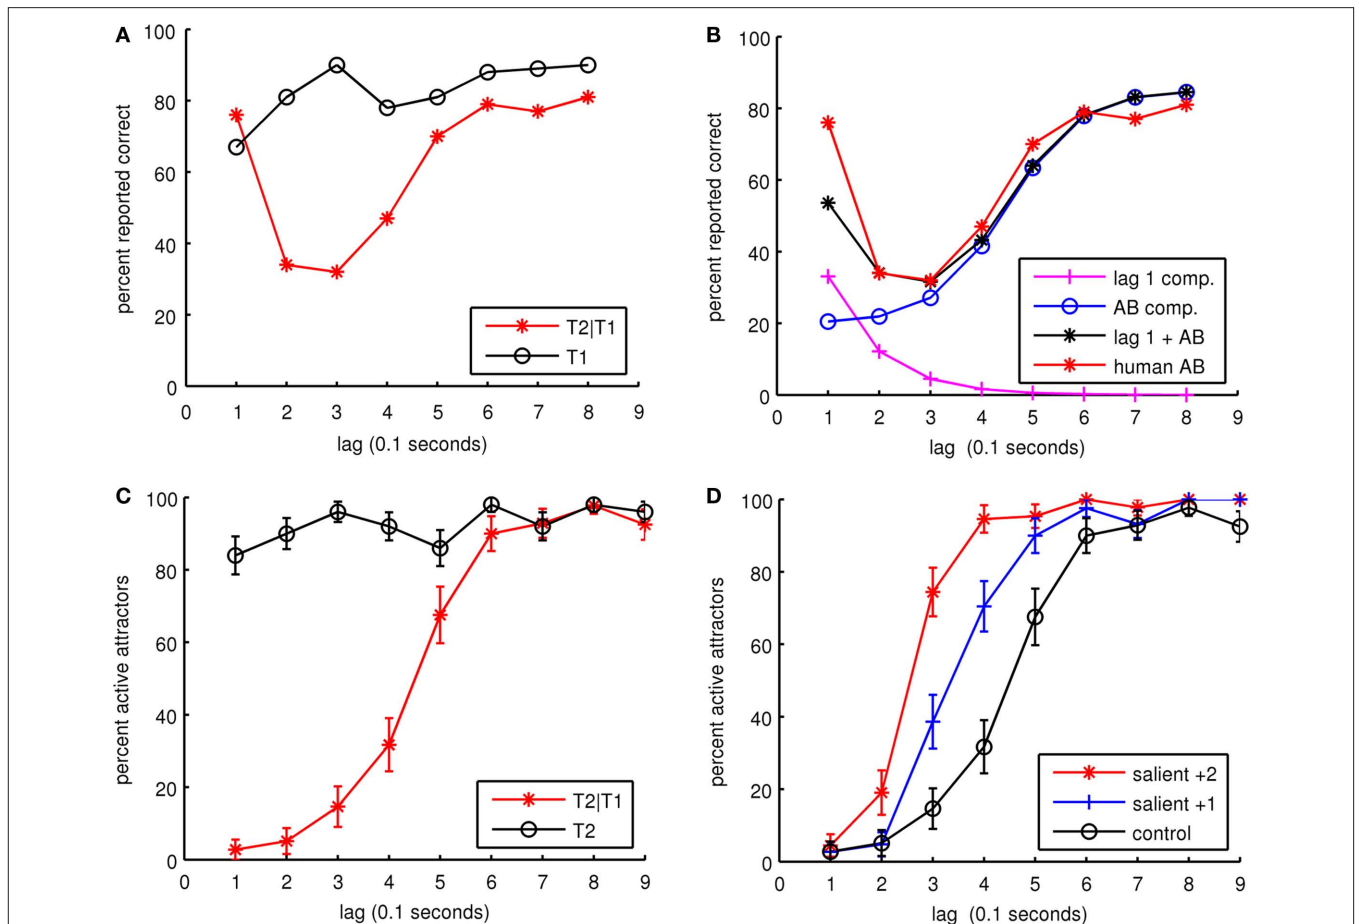 A
percent reported correct
100
80
60
40
20
0
0 1 2 3 4 5 6 7 8 9
lag (0.1 seconds)
T2|T1
T1
B
percent reported correct
100
80
60
40
20
0
0 1 2 3 4 5 6 7 8 9
lag (0.1 seconds)
lag 1 comp.
AB comp.
lag 1 + AB
human AB
C
percent active attractors
100
80
60
40
20
0
0 1 2 3 4 5 6 7 8 9
lag (0.1 seconds)
T2|T1
T2
D
percent active attractors
100
80
60
40
20
0
0 1 2 3 4 5 6 7 8 9
lag (0.1 seconds)
salient +2
salient +1
control